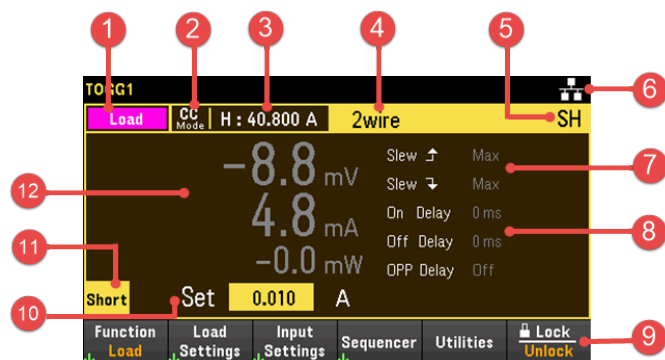 1 2 3 4 5
TOGG1
6
Load CC Mode H : 40.800 A 2wire SH
-8.8 mV
4.8 mA
-0.0 mW
Slew Max
Slew Max
On Delay 0 ms
Off Delay 0 ms
OPP Delay Off
7
8
12
11
10
Short
Set 0.010 A
Function
Load
Load
Settings
Input
Settings
Sequencer
Utilities
Lock
Unlock
9